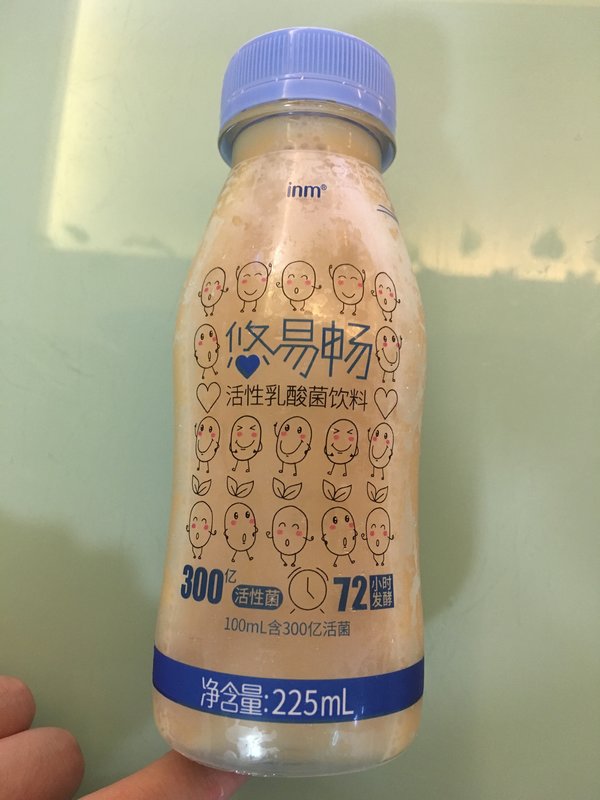 inm®
悠易畅
活性乳酸菌饮料
300亿 活性菌 72小时发酵
100mL含300亿活菌
净含量:225mL